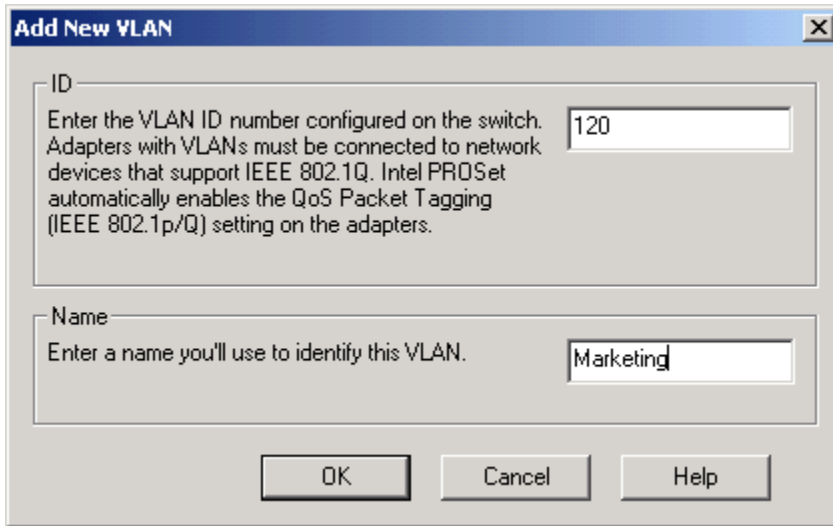 Add New VLAN
ID
Enter the VLAN ID number configured on the switch.
Adapters with VLANs must be connected to network
devices that support IEEE 802.1Q. Intel PROSet
automatically enables the QoS Packet Tagging
(IEEE 802.1p/Q) setting on the adapters.
120
Name
Enter a name you'll use to identify this VLAN.
Marketing
OK
Cancel
Help